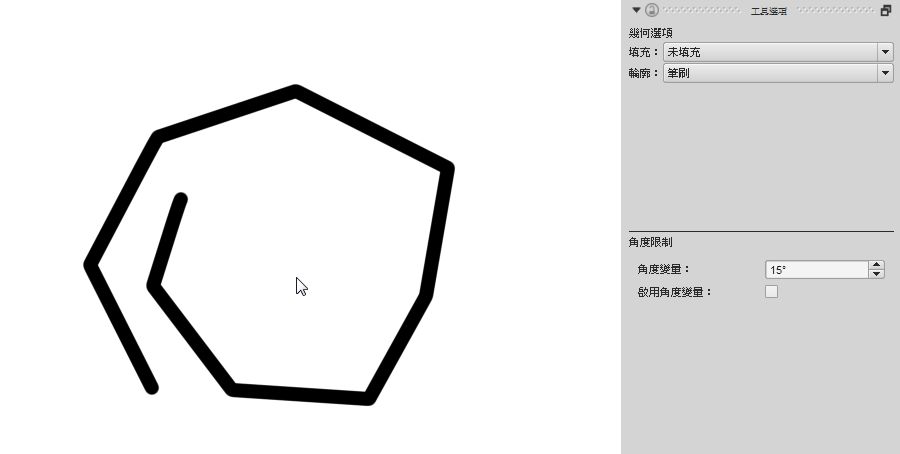 工具選項
幾何選項
填充：未填充
輪廓：筆刷
角度限制
角度變量：15°
啟用角度變量：